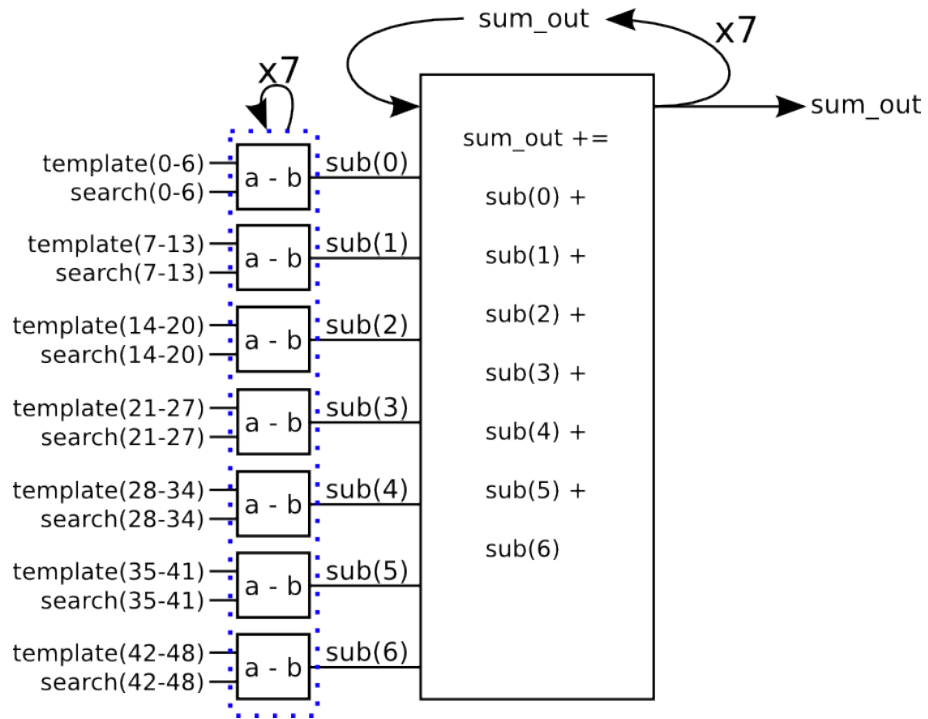 sum_out
x7
x7
sum_out
sum_out +=
template(0-6)
search(0-6)
a - b
sub(0)
sub(0) +
template(7-13)
search(7-13)
a - b
sub(1)
sub(1) +
template(14-20)
search(14-20)
a - b
sub(2)
sub(2) +
template(21-27)
search(21-27)
a - b
sub(3)
sub(3) +
template(28-34)
search(28-34)
a - b
sub(4)
sub(4) +
template(35-41)
search(35-41)
a - b
sub(5)
sub(5) +
template(42-48)
search(42-48)
a - b
sub(6)
sub(6)